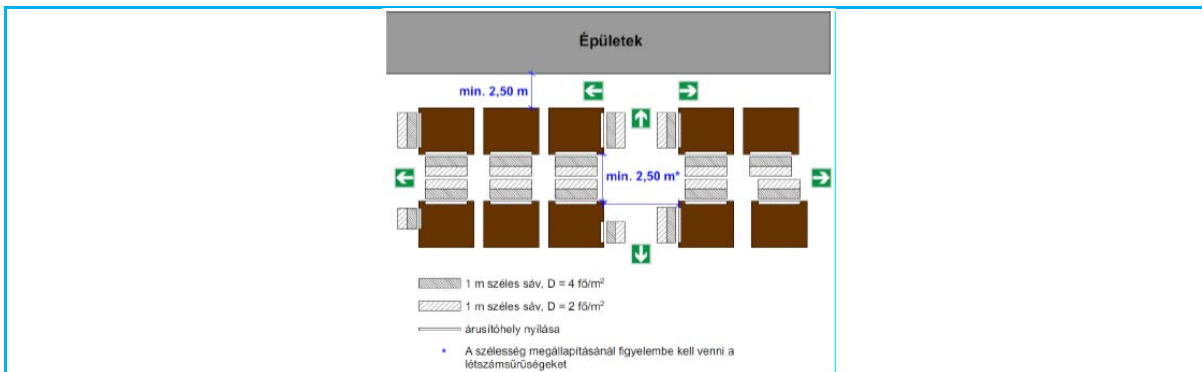 Épületek
min. 2,50 m
min. 2,50 m*
1 m széles sáv, D = 4 fő/m²
1 m széles sáv, D = 2 fő/m²
árusítóhely nyílása
* A szélesség megállapításánál figyelembe kell venni a
létszámsűrűségeket